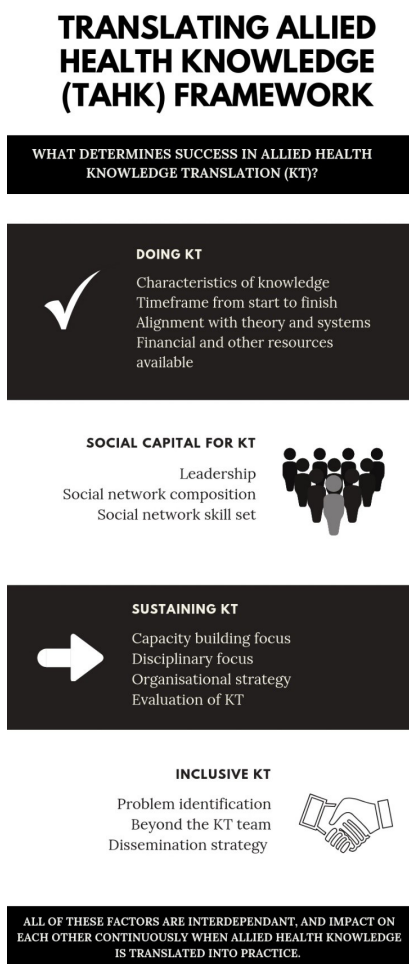 TRANSLATING ALLIED
HEALTH KNOWLEDGE
(TAHK) FRAMEWORK
WHAT DETERMINES SUCCESS IN ALLIED HEALTH
KNOWLEDGE TRANSLATION (KT)?
DOING KT
Characteristics of knowledge
Timeframe from start to finish
Alignment with theory and systems
Financial and other resources
available
SOCIAL CAPITAL FOR KT
Leadership
Social network composition
Social network skill set
SUSTAINING KT
Capacity building focus
Disciplinary focus
Organisational strategy
Evaluation of KT
INCLUSIVE KT
Problem identification
Beyond the KT team
Dissemination strategy
ALL OF THESE FACTORS ARE INTERDEPENDANT, AND IMPACT ON
EACH OTHER CONTINUOUSLY WHEN ALLIED HEALTH KNOWLEDGE
IS TRANSLATED INTO PRACTICE.